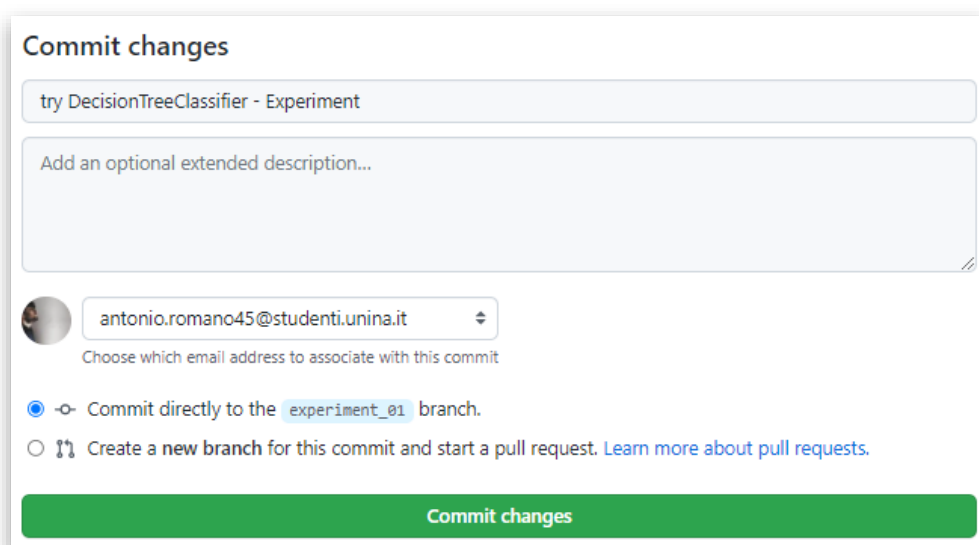 Commit changes
try DecisionTreeClassifier - Experiment
Add an optional extended description...
antonio.romano45@studenti.unina.it
Choose which email address to associate with this commit
Commit directly to the experiment_01 branch.
Create a new branch for this commit and start a pull request. Learn more about pull requests.
Commit changes